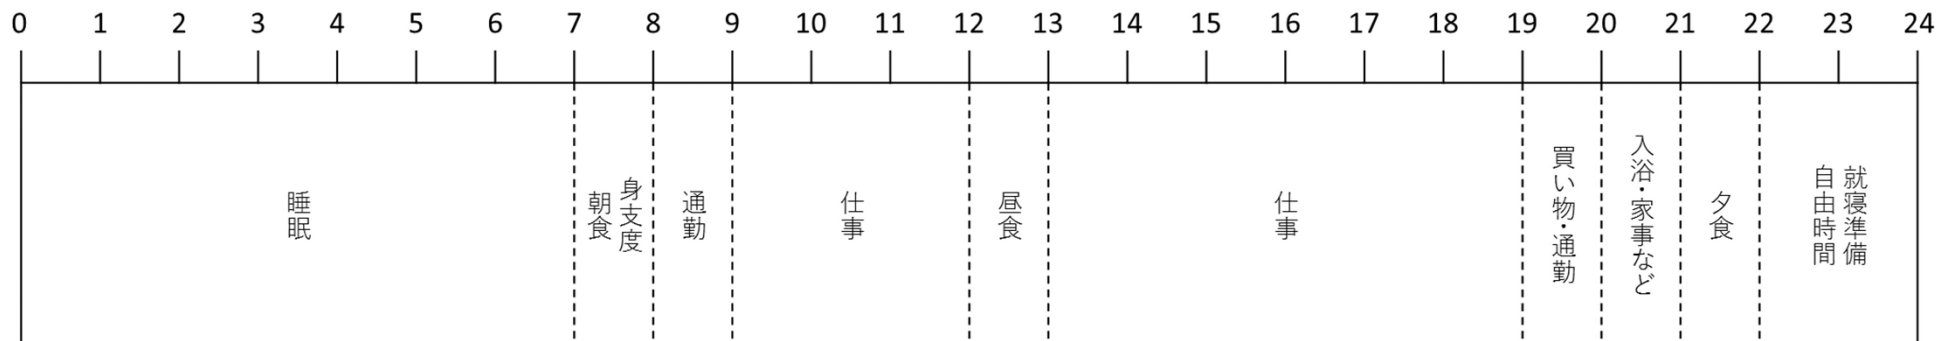 0 1 2 3 4 5 6 7 8 9 10 11 12 13 14 15 16 17 18 19 20 21 22 23 24
睡眠
身支度
朝食
通勤
仕事
昼食
仕事
買い物・通勤
入浴・家事など
夕食
就寝準備
自由時間